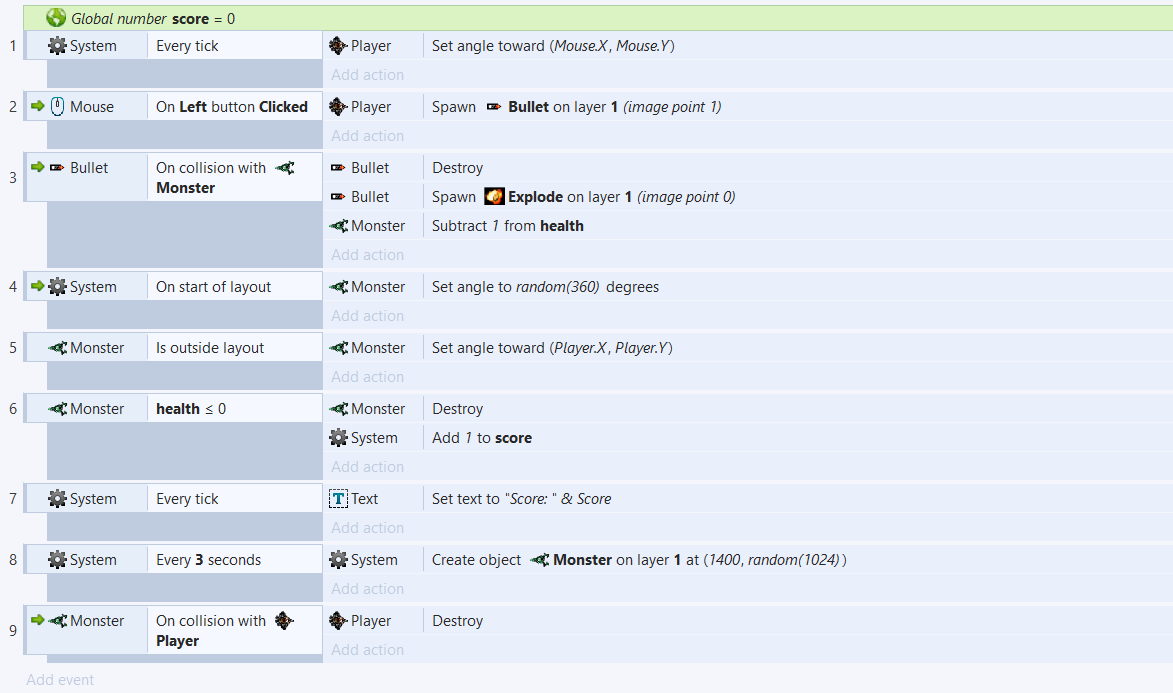 Global number score = 0
1 System Every tick Player Set angle toward (Mouse.X, Mouse.Y)
Add action
2 Mouse On Left button Clicked Player Spawn Bullet on layer 1 (image point 1)
Add action
3 Bullet On collision with Monster Bullet Destroy
Bullet Spawn Explode on layer 1 (image point 0)
Monster Subtract 1 from health
Add action
4 System On start of layout Monster Set angle to random(360) degrees
Add action
5 Monster Is outside layout Monster Set angle toward (Player.X, Player.Y)
Add action
6 Monster health ≤ 0 Monster Destroy
System Add 1 to score
Add action
7 System Every tick T Text Set text to "Score: " & Score
Add action
8 System Every 3 seconds System Create object Monster on layer 1 at (1400, random(1024))
Add action
9 Monster On collision with Player Player Destroy
Add action
Add event